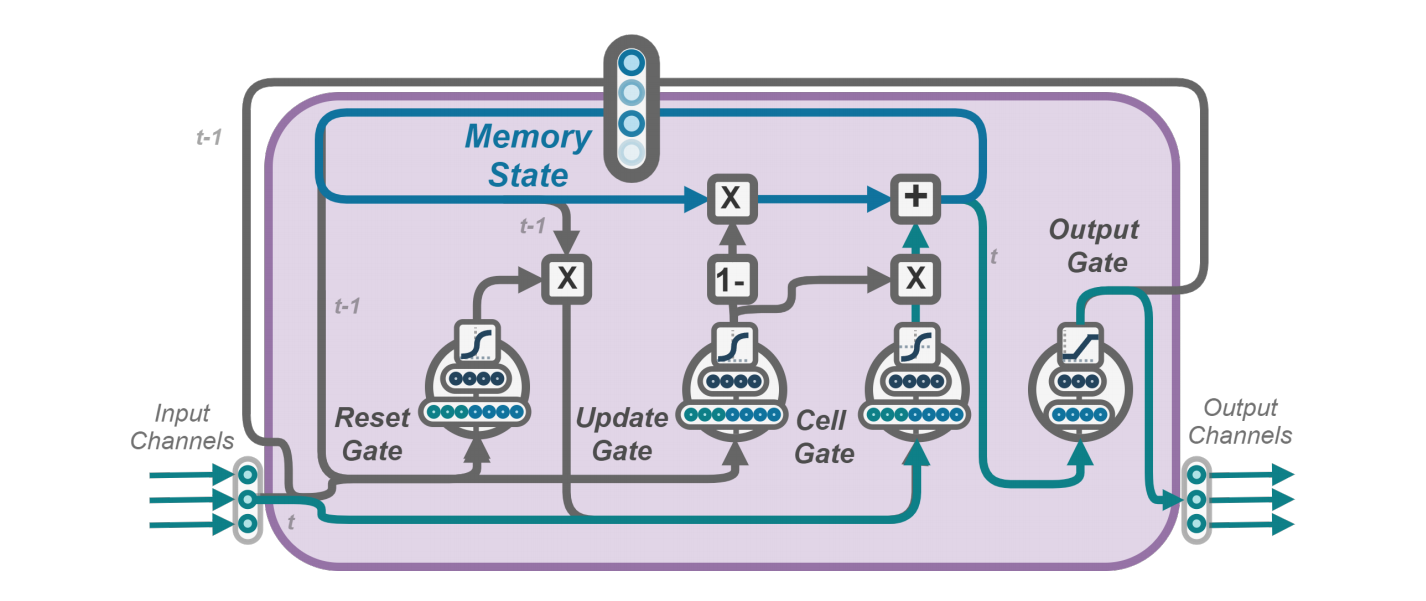 t-1
Memory
State
X
+
t-1
Output
Gate
t
X
1-
X
t-1
Input
Channels
Reset
Gate
Update
Gate
Cell
Gate
Output
Channels
t